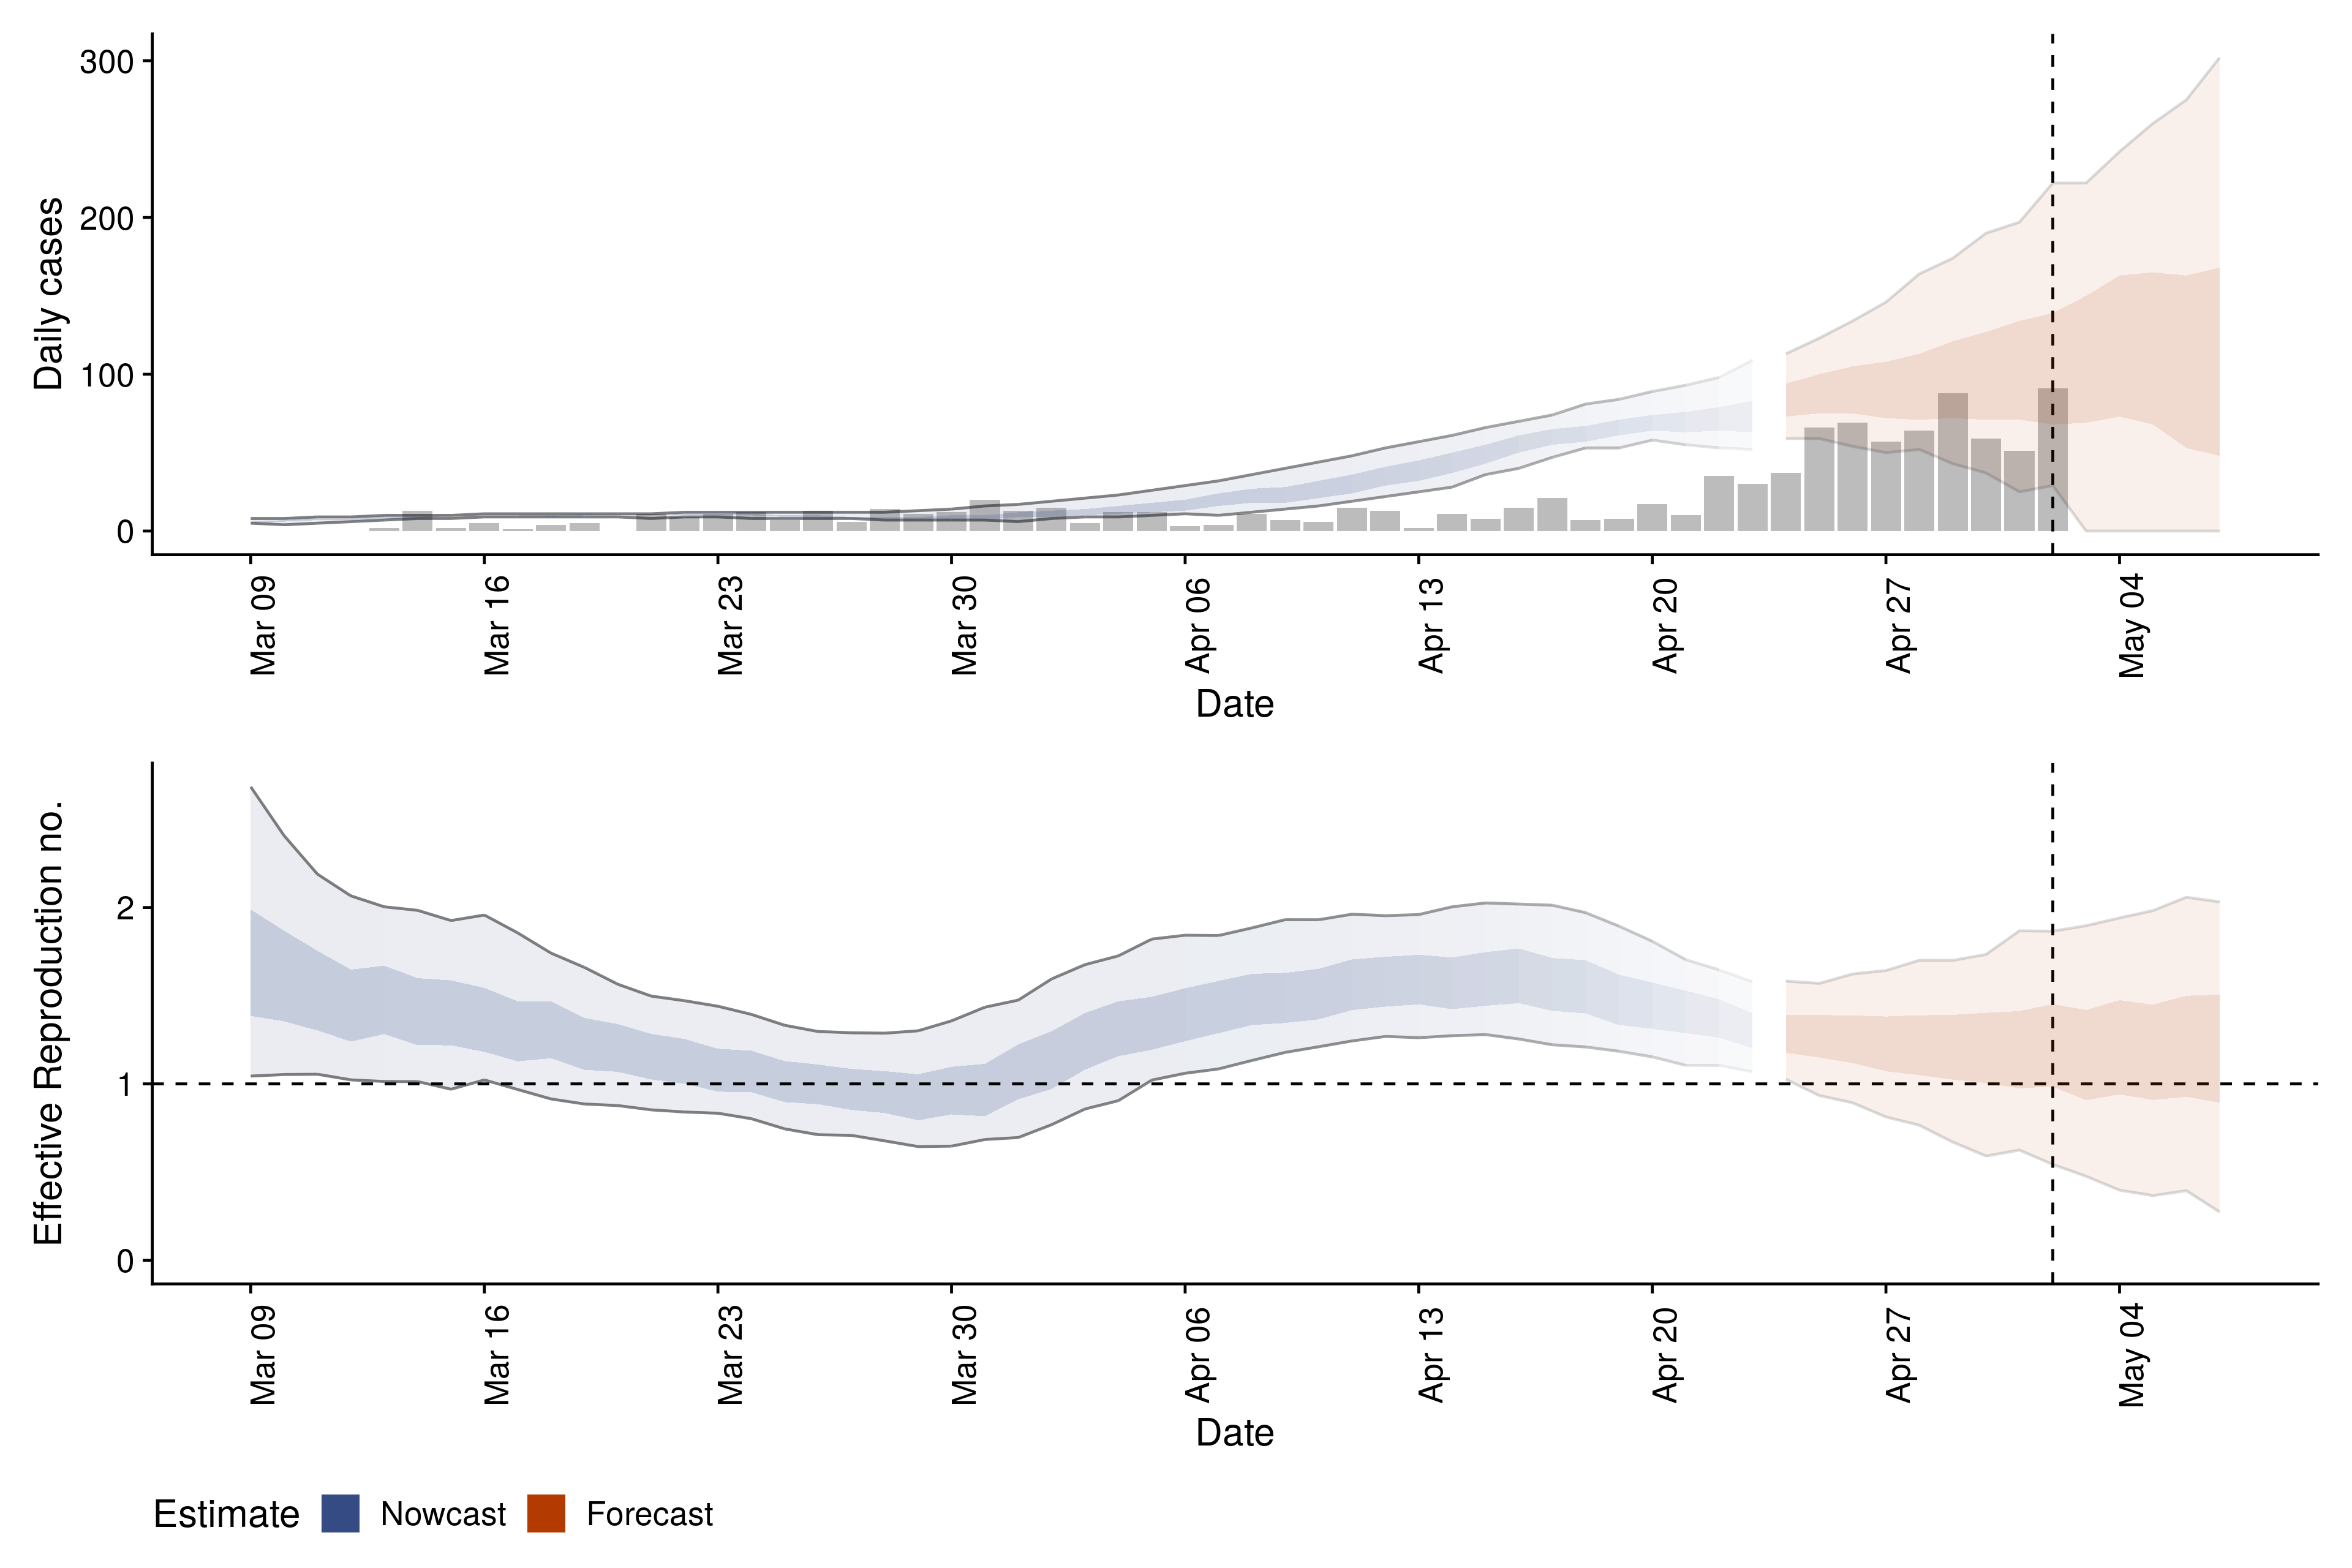 Daily cases
300
200
100
0
Mar 09
Mar 16
Mar 23
Mar 30
Apr 06
Apr 13
Apr 20
Apr 27
May 04
Date
Effective Reproduction no.
2
1
0
Mar 09
Mar 16
Mar 23
Mar 30
Apr 06
Apr 13
Apr 20
Apr 27
May 04
Date
Estimate Nowcast Forecast